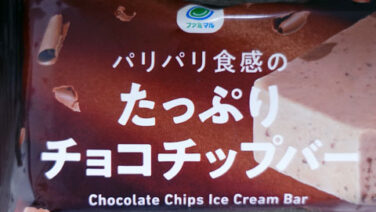 ファミマル
パリパリ食感の
たっぷり
チョコチップバー
Chocolate Chips Ice Cream Bar